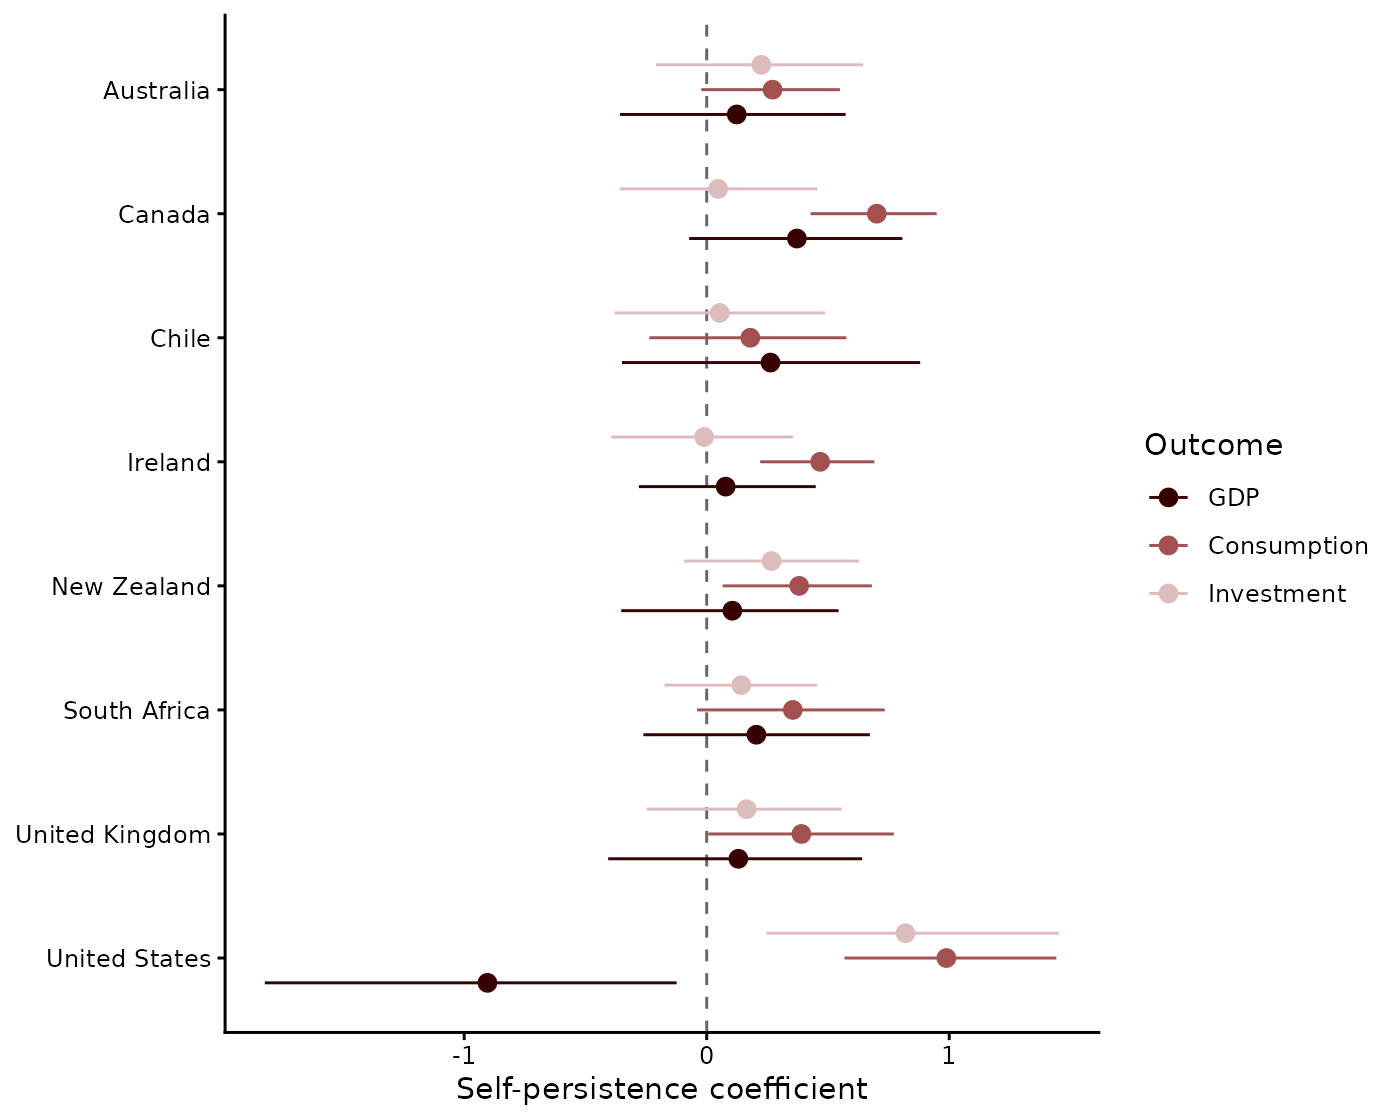 Australia
Canada
Chile
Ireland
New Zealand
South Africa
United Kingdom
United States
-1
0
1
Self-persistence coefficient
Outcome
GDP
Consumption
Investment